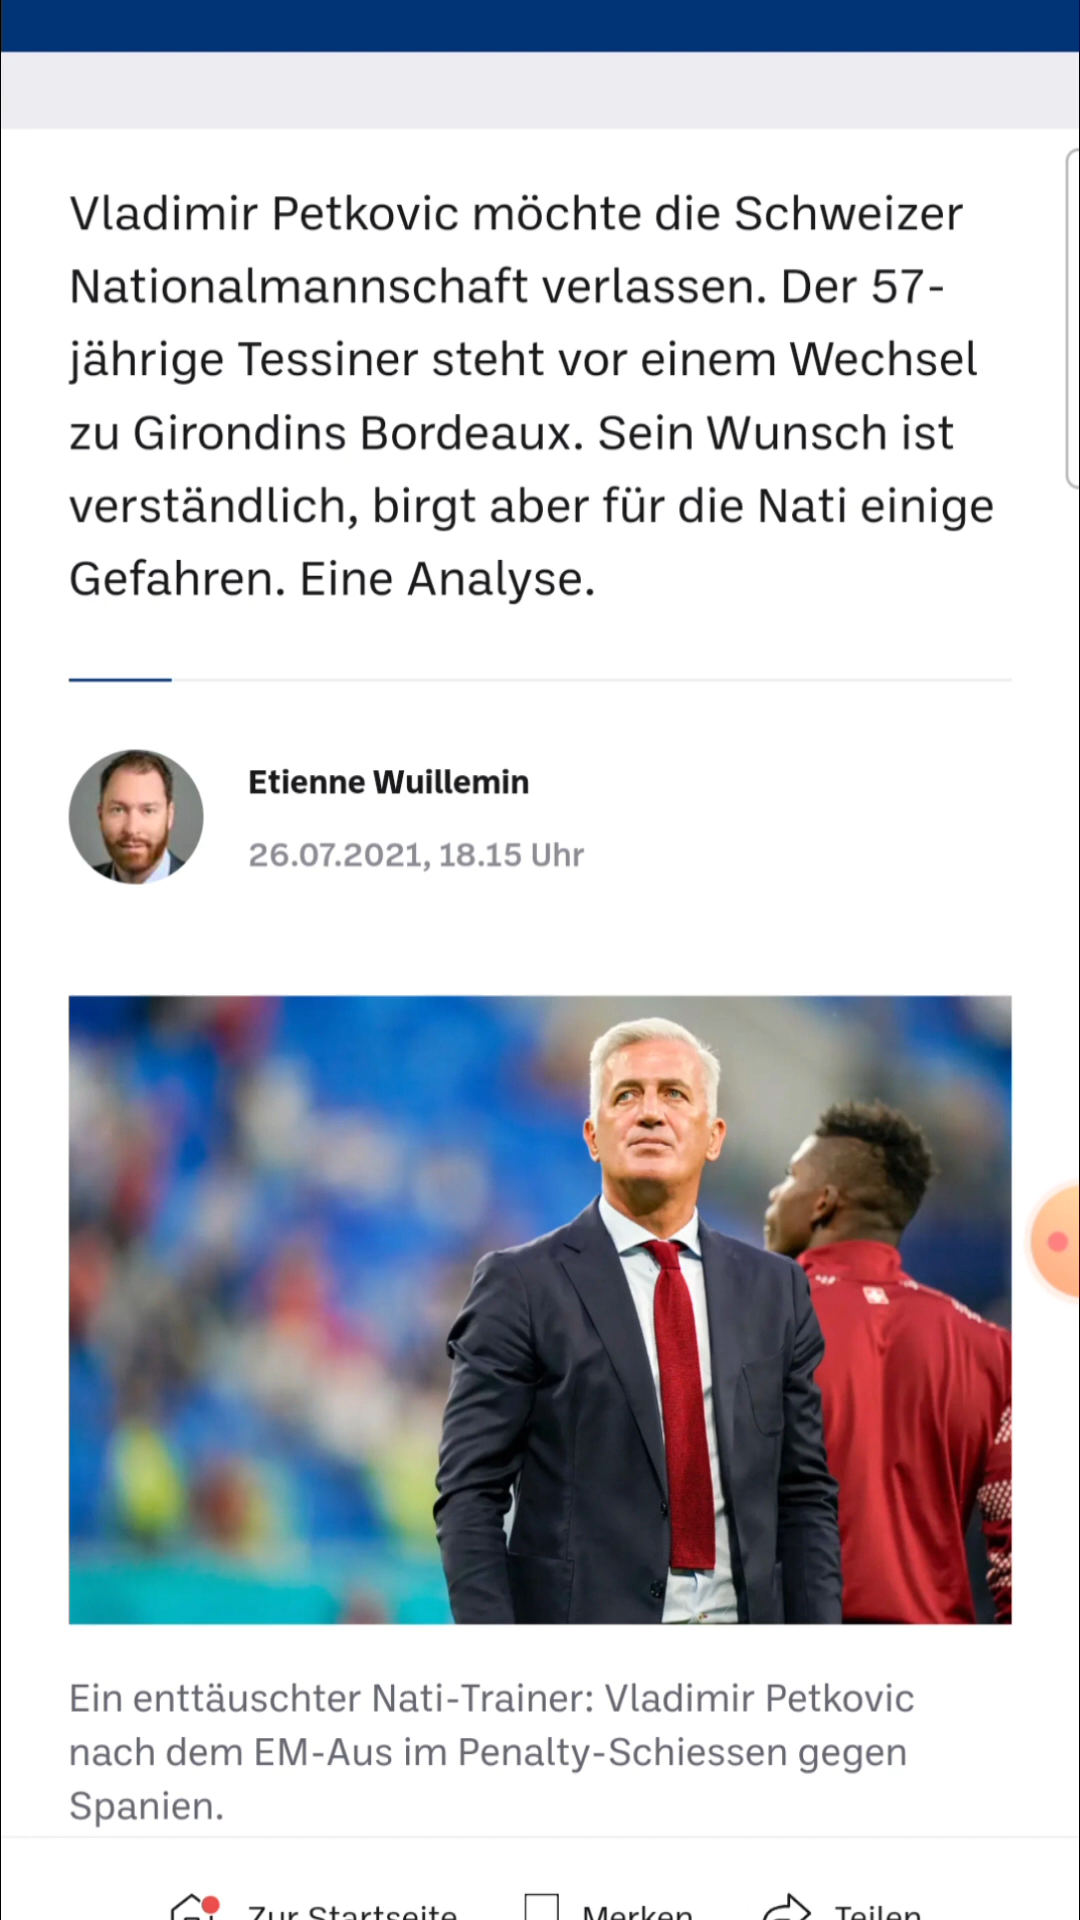 Vladimir Petkovic möchte die Schweizer
Nationalmannschaft verlassen. Der 57-
jährige Tessiner steht vor einem Wechsel
zu Girondins Bordeaux. Sein Wunsch ist
verständlich, birgt aber für die Nati einige
Gefahren. Eine Analyse.
Etienne Wuillemin
26.07.2021, 18.15 Uhr
Ein enttäuschter Nati-Trainer: Vladimir Petkovic
nach dem EM-Aus im Penalty-Schiessen gegen
Spanien.
Zur Startseite Merken Teilen